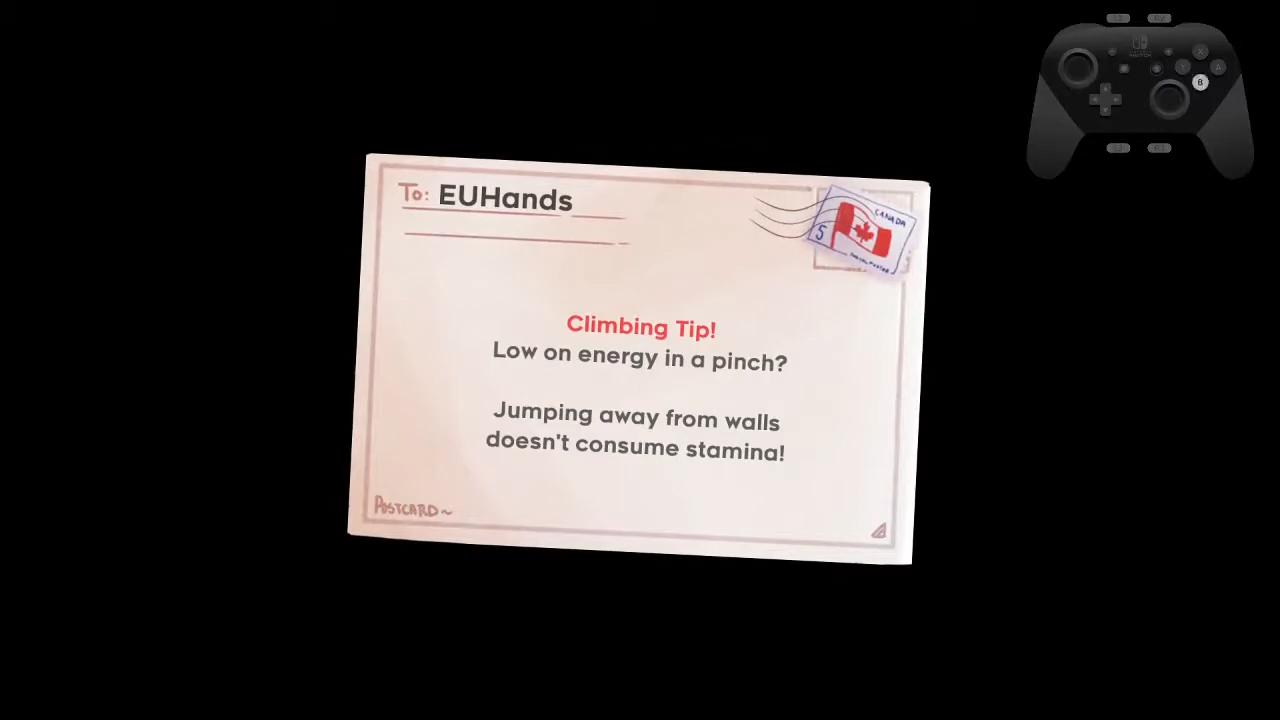 To: EUHands
CANADA
5
Climbing Tip!
Low on energy in a pinch?
Jumping away from walls
doesn't consume stamina!
POSTCARD~
X
Y
A
B